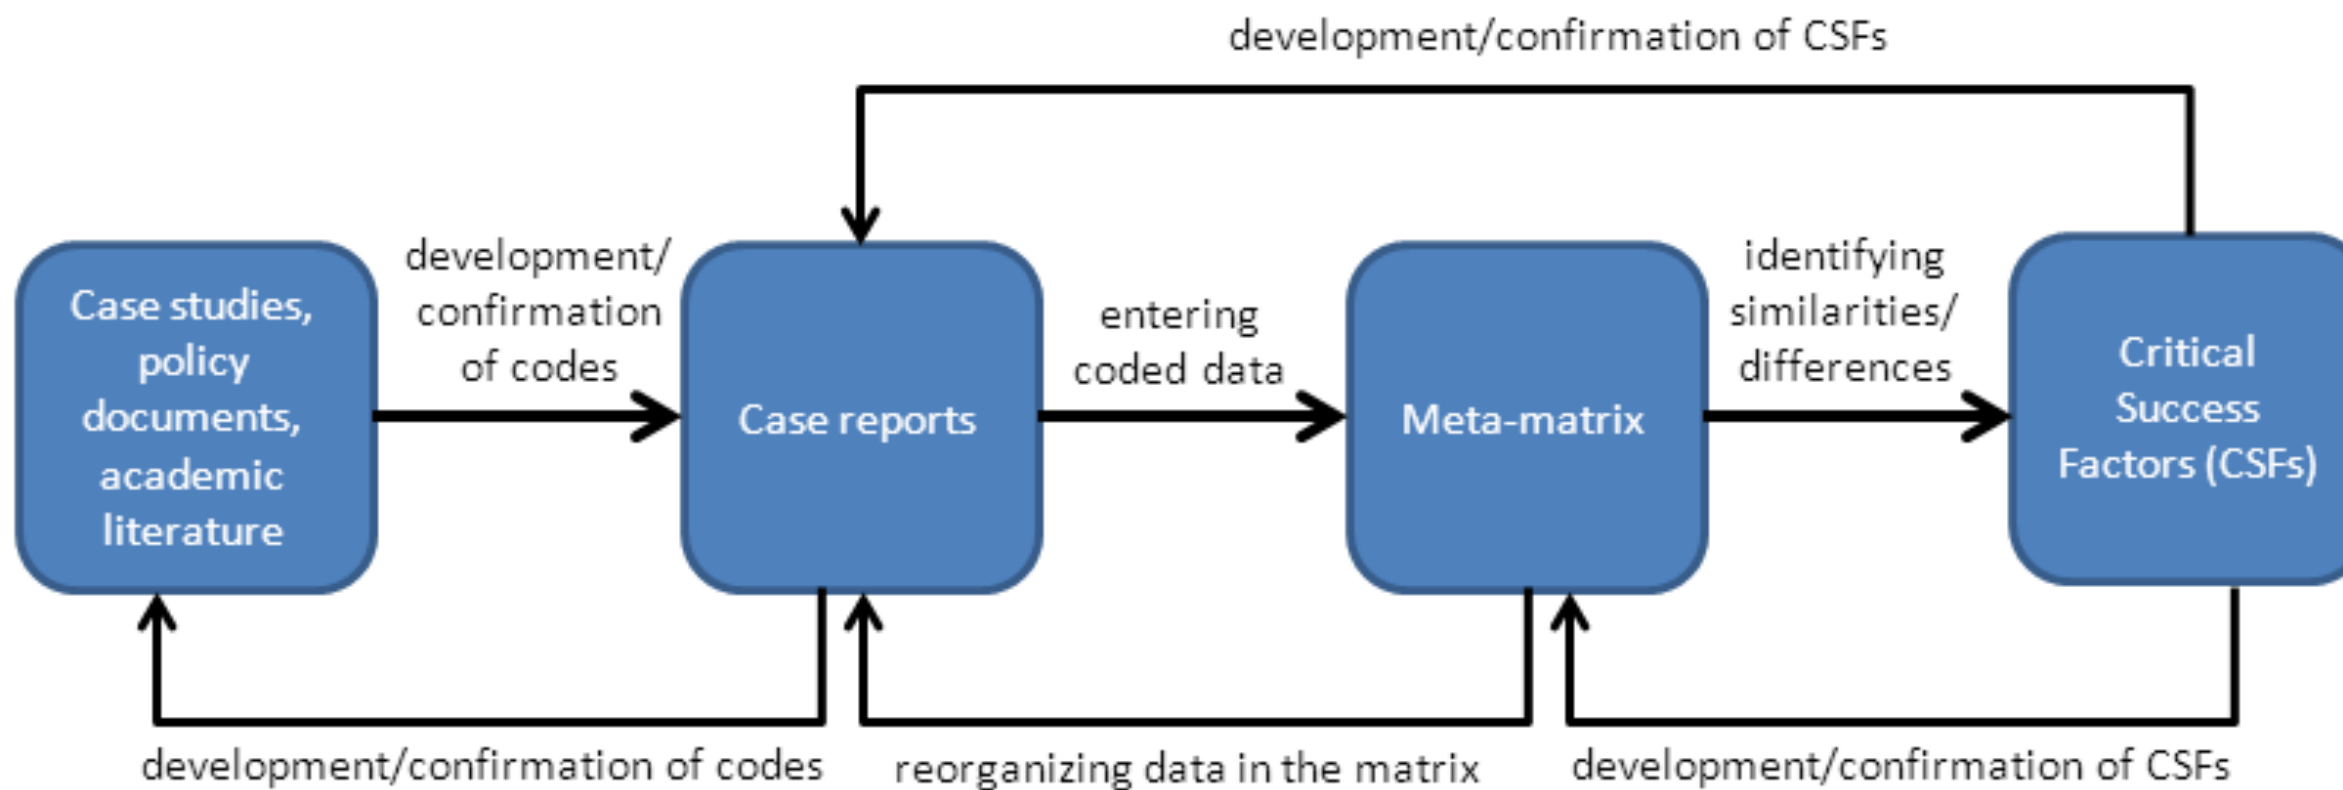 development/confirmation of CSFs
Case studies,
policy
documents,
academic
literature
development/
confirmation
of codes
Case reports
entering
coded data
Meta-matrix
identifying
similarities/
differences
Critical
Success
Factors (CSFs)
development/confirmation of codes
reorganizing data in the matrix
development/confirmation of CSFs